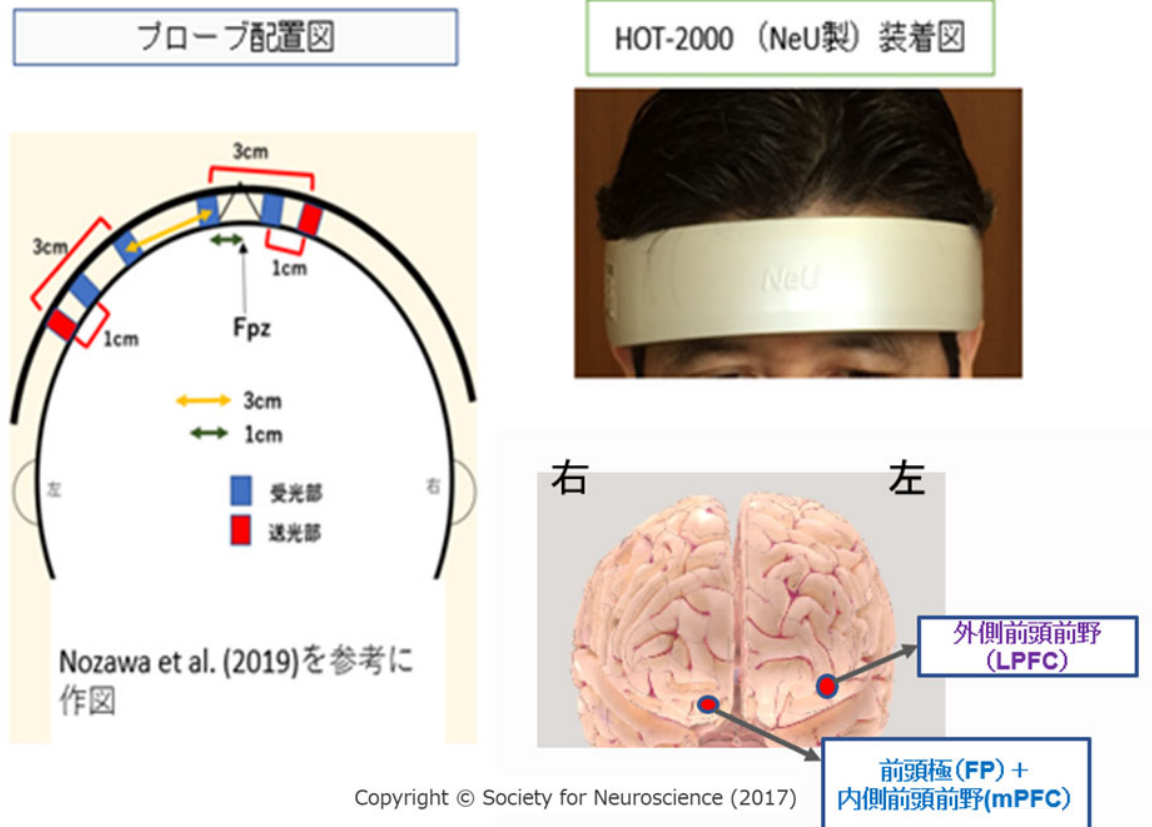 プローブ配置図
HOT-2000 （NeU製）装着図
3cm
3cm
1cm
1cm
Fpz
3cm
1cm
左
右
受光部
送光部
Nozawa et al. (2019)を参考に
作図
NeU
右
左
外側前頭前野
(LPFC)
前頭極(FP)＋
内側前頭前野(mPFC)
Copyright © Society for Neuroscience (2017)